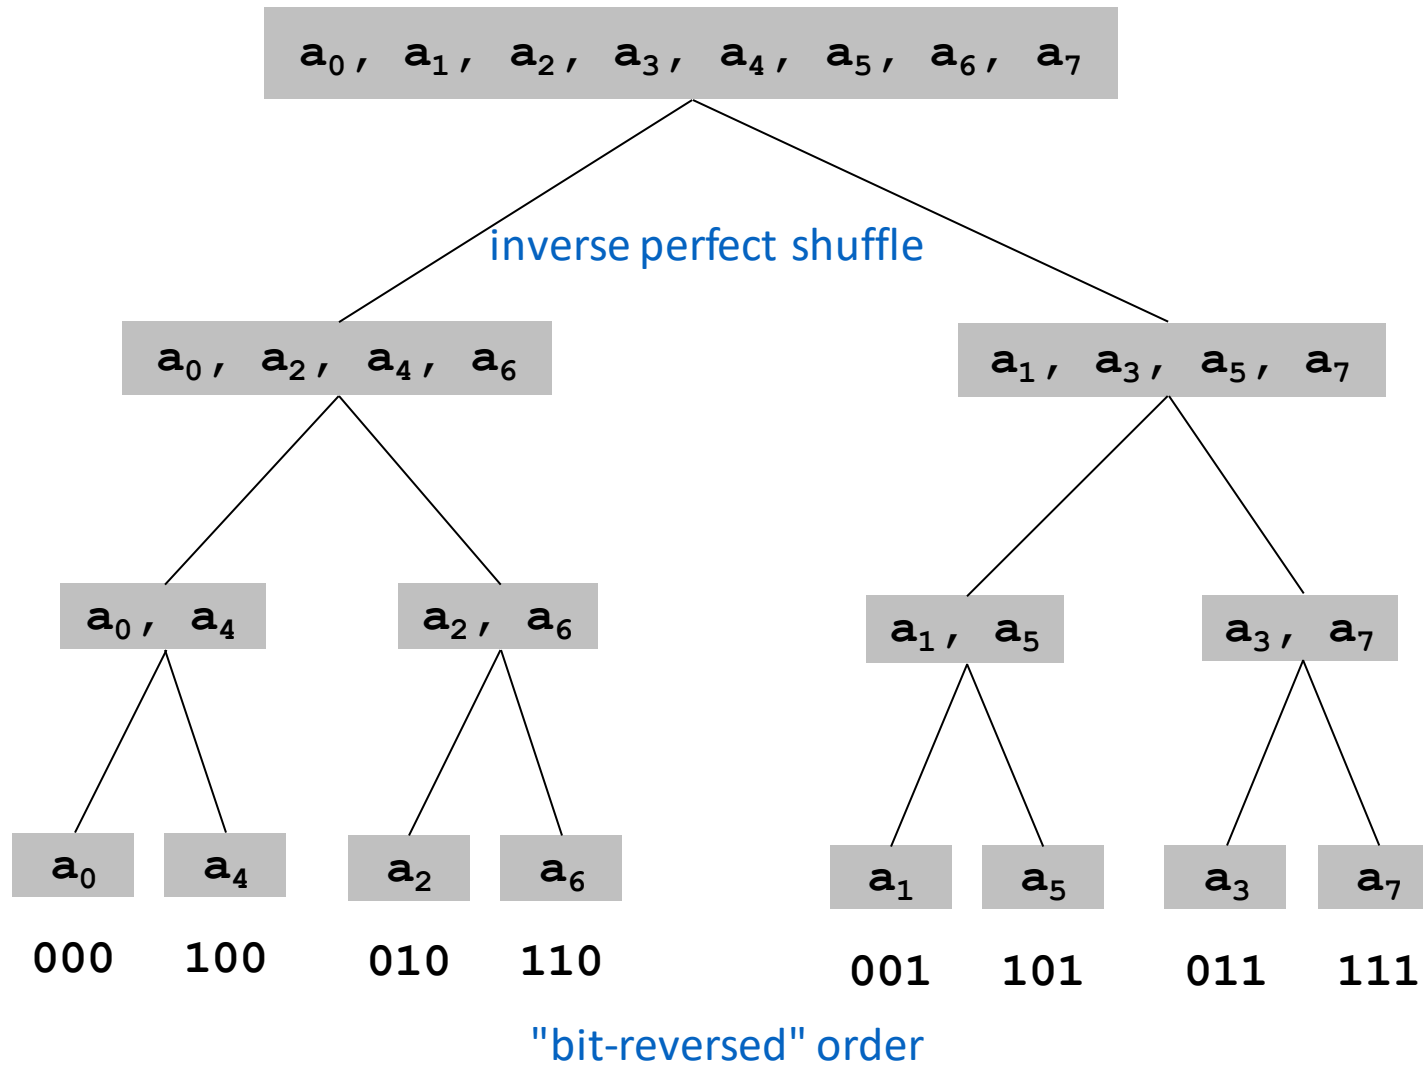 a0, a1, a2, a3, a4, a5, a6, a7
inverse perfect shuffle
a0, a2, a4, a6
a1, a3, a5, a7
a0, a4
a2, a6
a1, a5
a3, a7
a0
a4
a2
a6
a1
a5
a3
a7
000
100
010
110
001
101
011
111
"bit-reversed" order